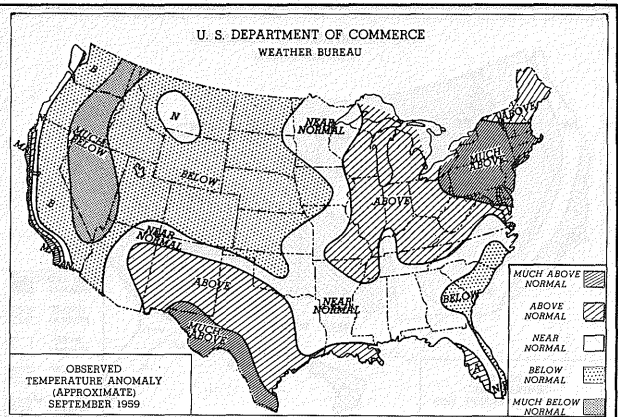 U. S. DEPARTMENT OF COMMERCE
WEATHER BUREAU
B
N
NEAR
NORMAL
ABOVE
MUCH
BELOW
MUCH
ABOVE
N
BELOW
ABOVE
B
NEAR
NORMAL
ABOVE
NEAR
NORMAL
BELOW
MUCH
ABOVE
A
N
B
MUCH ABOVE
NORMAL
ABOVE
NORMAL
NEAR
NORMAL
BELOW
NORMAL
MUCH BELOW
NORMAL
OBSERVED
TEMPERATURE ANOMALY
(APPROXIMATE)
SEPTEMBER 1959